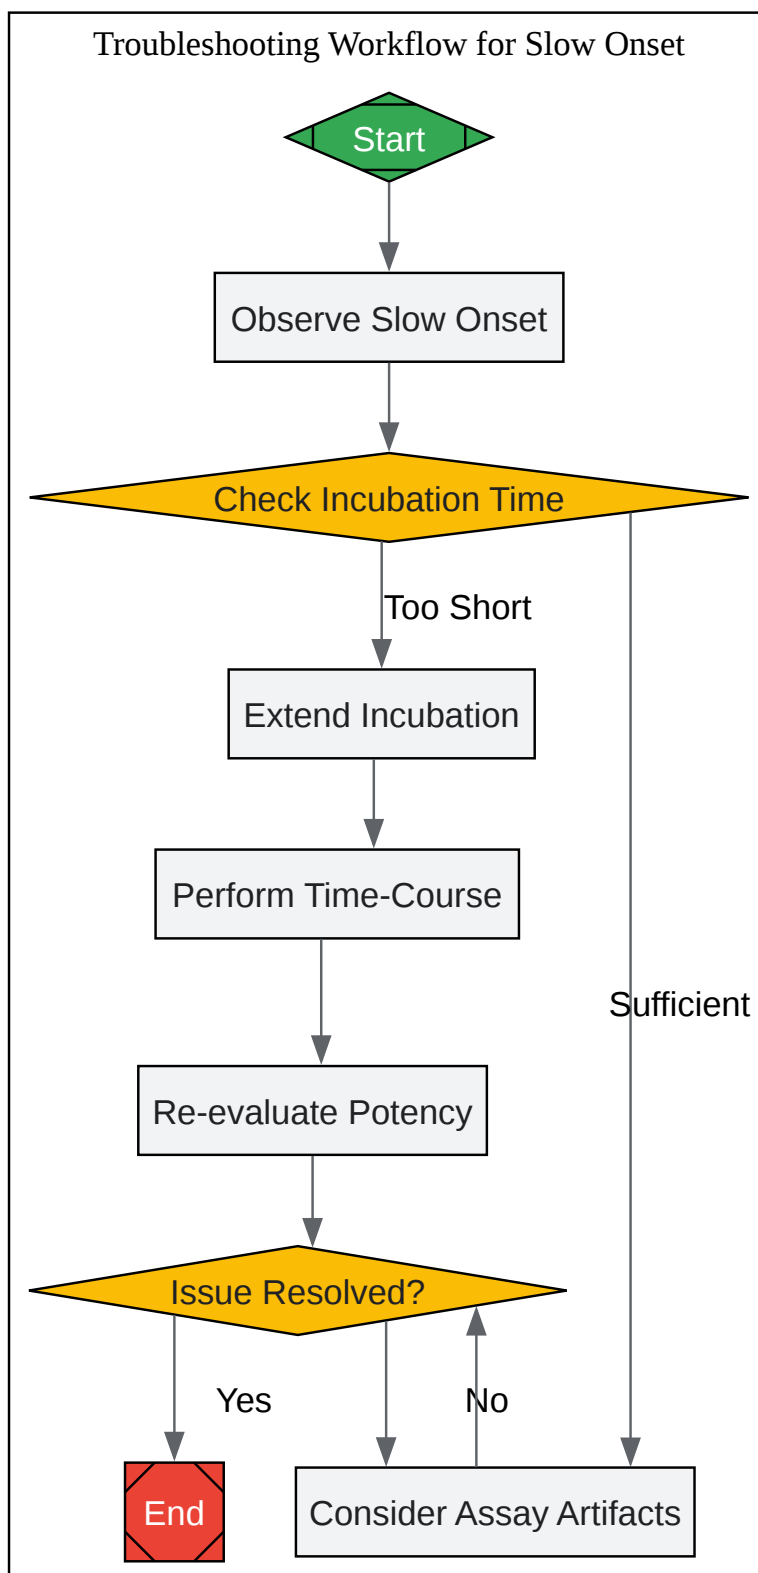 Troubleshooting Workflow for Slow Onset
Start
Observe Slow Onset
Check Incubation Time
Too Short
Extend Incubation
Perform Time-Course
Sufficient
Re-evaluate Potency
Issue Resolved?
Yes
No
End
Consider Assay Artifacts